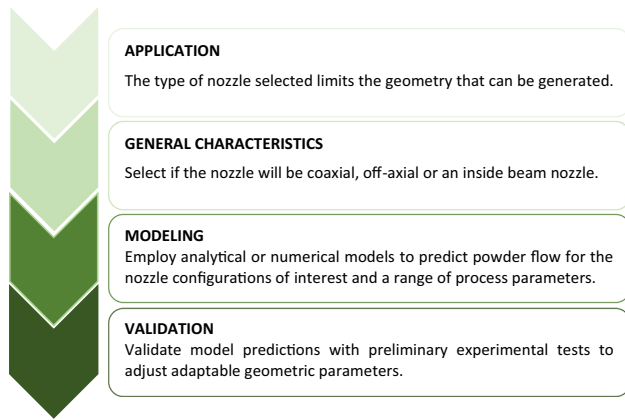 APPLICATION
The type of nozzle selected limits the geometry that can be generated.
GENERAL CHARACTERISTICS
Select if the nozzle will be coaxial, off-axial or an inside beam nozzle.
MODELING
Employ analytical or numerical models to predict powder flow for the
nozzle configurations of interest and a range of process parameters.
VALIDATION
Validate model predictions with preliminary experimental tests to
adjust adaptable geometric parameters.